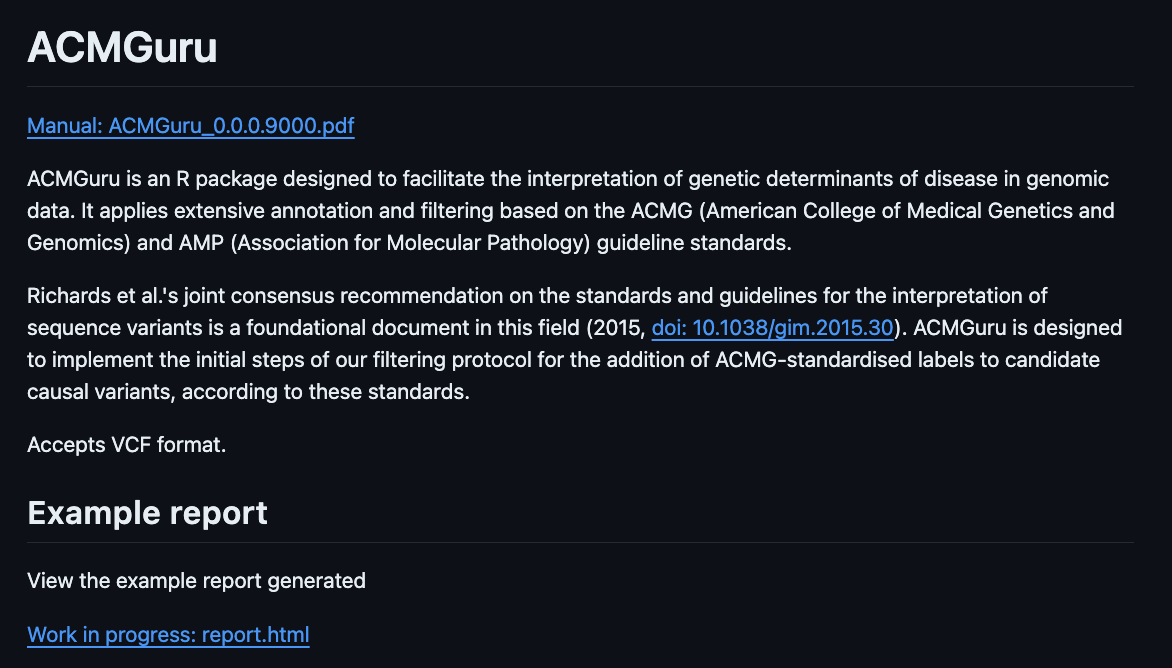 ACMGuru
Manual: ACMGuru_0.0.0.9000.pdf
ACMGuru is an R package designed to facilitate the interpretation of genetic determinants of disease in genomic
data. It applies extensive annotation and filtering based on the ACMG (American College of Medical Genetics and
Genomics) and AMP (Association for Molecular Pathology) guideline standards.
Richards et al.'s joint consensus recommendation on the standards and guidelines for the interpretation of
sequence variants is a foundational document in this field (2015, doi: 10.1038/gim.2015.30). ACMGuru is designed
to implement the initial steps of our filtering protocol for the addition of ACMG-standardised labels to candidate
causal variants, according to these standards.
Accepts VCF format.
Example report
View the example report generated
Work in progress: report.html